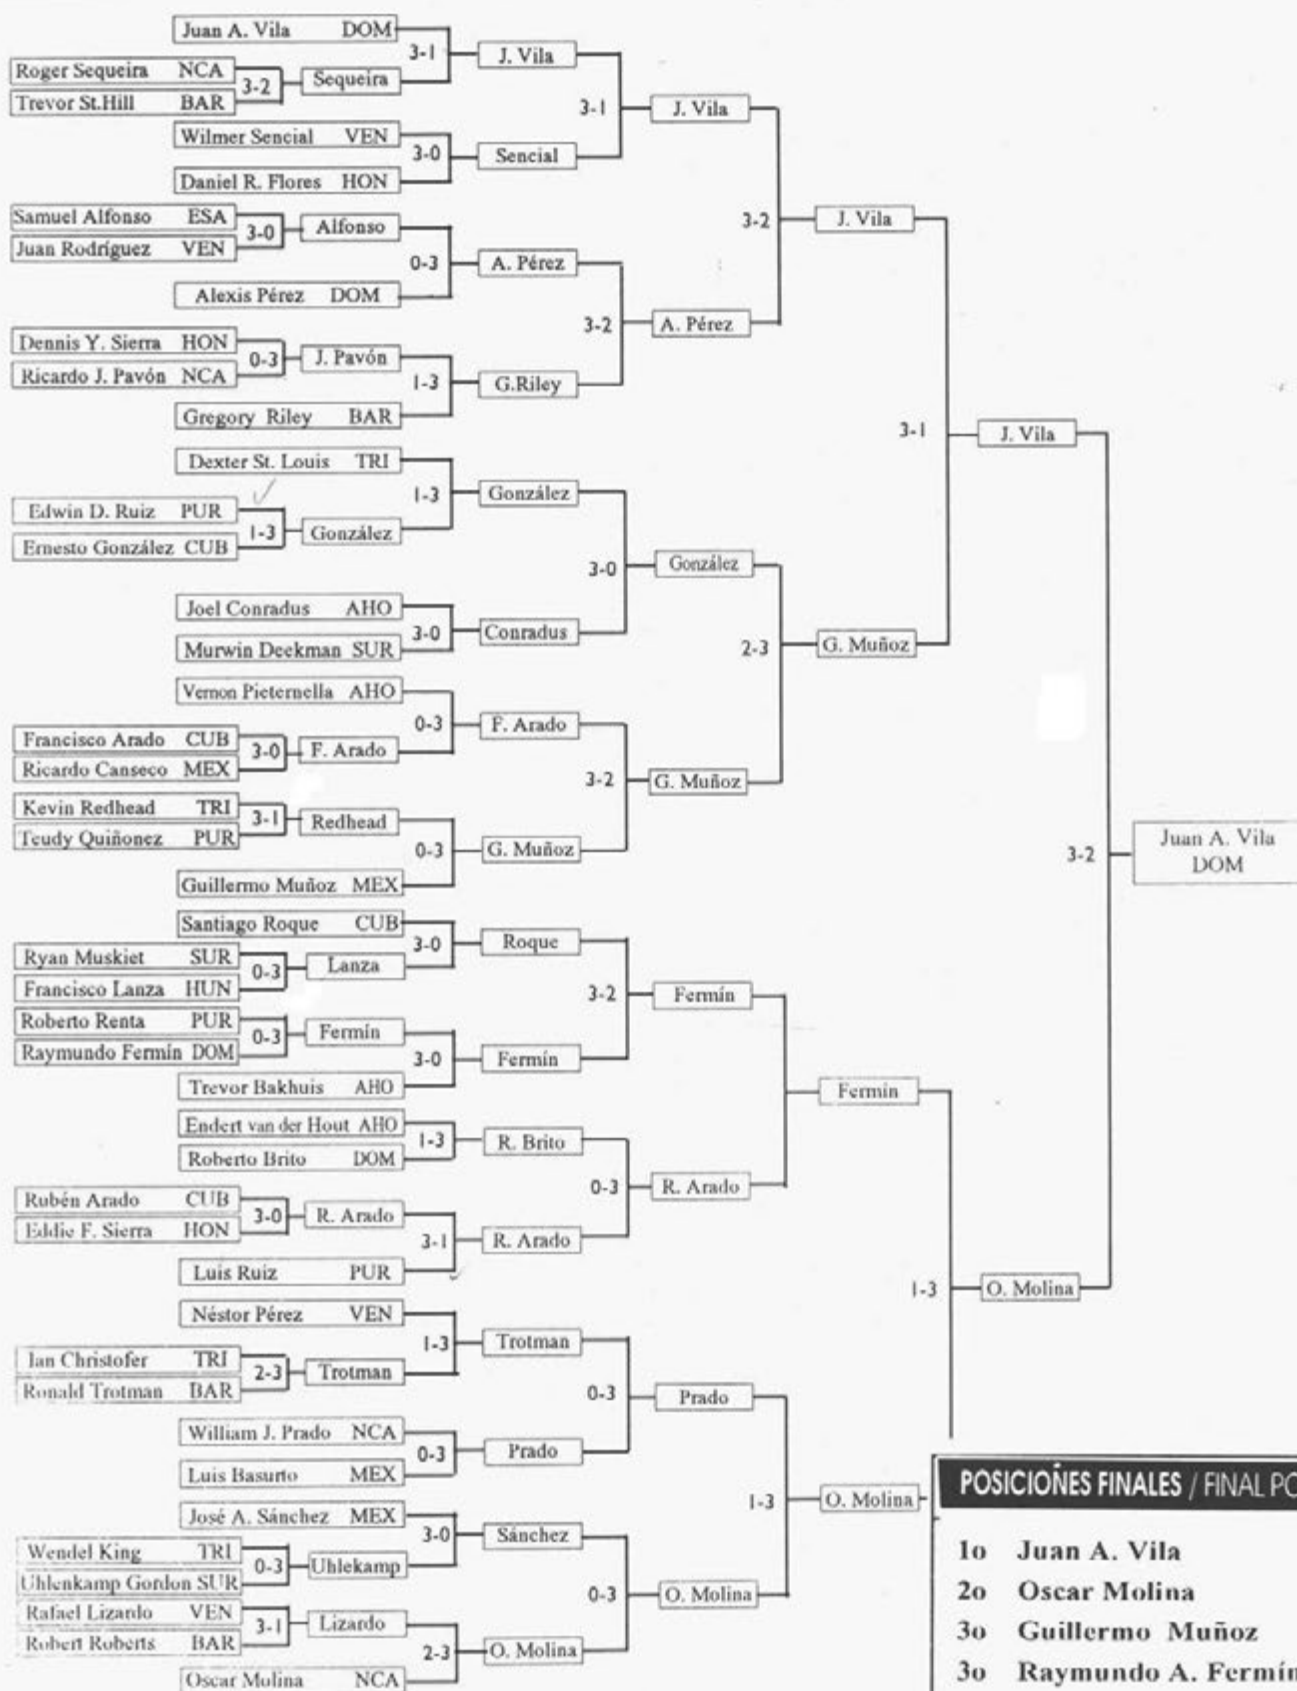 Juan A. Vila DOM
3-1
J. Vila
Roger Sequeira NCA
3-2
Sequeira
Trevor St.Hill BAR
3-1
J. Vila
Wilmer Sencial VEN
3-0
Sencial
Daniel R. Flores HON
3-2
J. Vila
Samuel Alfonso ESA
3-0
Alfonso
Juan Rodríguez VEN
0-3
A. Pérez
Alexis Pérez DOM
3-2
A. Pérez
Dennis Y. Sierra HON
0-3
J. Pavón
Ricardo J. Pavón NCA
1-3
G.Riley
Gregory Riley BAR
3-1
J. Vila
Dexter St. Louis TRI
1-3
González
Edwin D. Ruiz PUR
1-3
González
Ernesto González CUB
3-0
González
Joel Conradus AHO
3-0
Conradus
Murwin Deekman SUR
2-3
G. Muñoz
Vernon Pieternella AHO
0-3
F. Arado
Francisco Arado CUB
3-0
F. Arado
Ricardo Canseco MEX
3-2
G. Muñoz
Kevin Redhead TRI
3-1
Redhead
Teudy Quiñonez PUR
0-3
G. Muñoz
Guillermo Muñoz MEX
3-2
Juan A. Vila
DOM
Santiago Roque CUB
3-0
Roque
Ryan Muskiet SUR
0-3
Lanza
Francisco Lanza HUN
3-2
Fermín
Roberto Renta PUR
0-3
Fermín
Raymundo Fermín DOM
3-0
Fermín
Trevor Bakhuis AHO
Fermín
Endert van der Hout AHO
1-3
R. Brito
Roberto Brito DOM
0-3
R. Arado
Rubén Arado CUB
3-0
R. Arado
Eddie F. Sierra HON
3-1
R. Arado
Luis Ruiz PUR
1-3
O. Molina
Néstor Pérez VEN
1-3
Trotman
Ian Christofer TRI
2-3
Trotman
Ronald Trotman BAR
0-3
Prado
William J. Prado NCA
0-3
Prado
Luis Basurto MEX
1-3
O. Molina
José A. Sánchez MEX
3-0
Sánchez
Wendel King TRI
0-3
Uhlekamp
Uhlenkamp Gordon SUR
0-3
O. Molina
Rafael Lizardo VEN
3-1
Lizardo
Robert Roberts BAR
2-3
O. Molina
Oscar Molina NCA
POSICIOÑES FINALES / FINAL PO
1o Juan A. Vila
2o Oscar Molina
3o Guillermo Muñoz
3o Raymundo A. Fermín